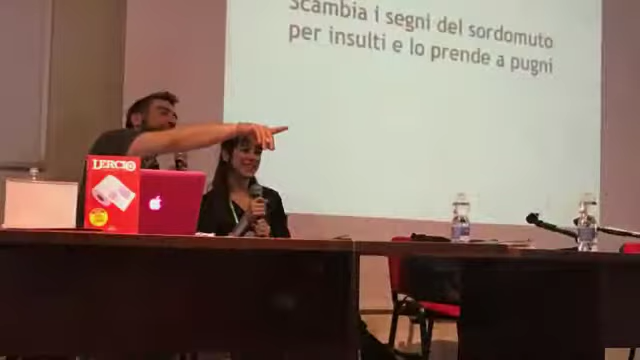 Scambia i segni del sordomuto
per insulti e lo prende a pugni
LERCIO